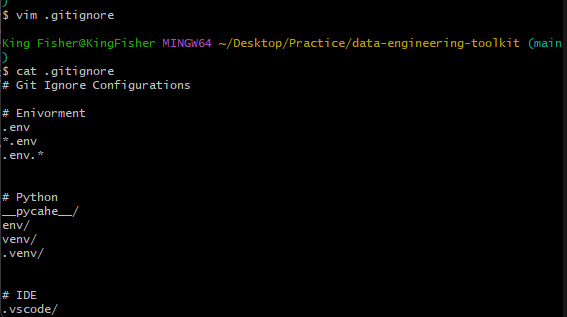 )
$ vim .gitignore
King Fisher@KingFisher MINGW64 ~/Desktop/Practice/data-engineering-toolkit (main
)
$ cat .gitignore
# Git Ignore Configurations
# Enivorment
.env
*.env
.env.*
# Python
__pycahe__/
env/
venv/
.venv/
# IDE
.vscode/